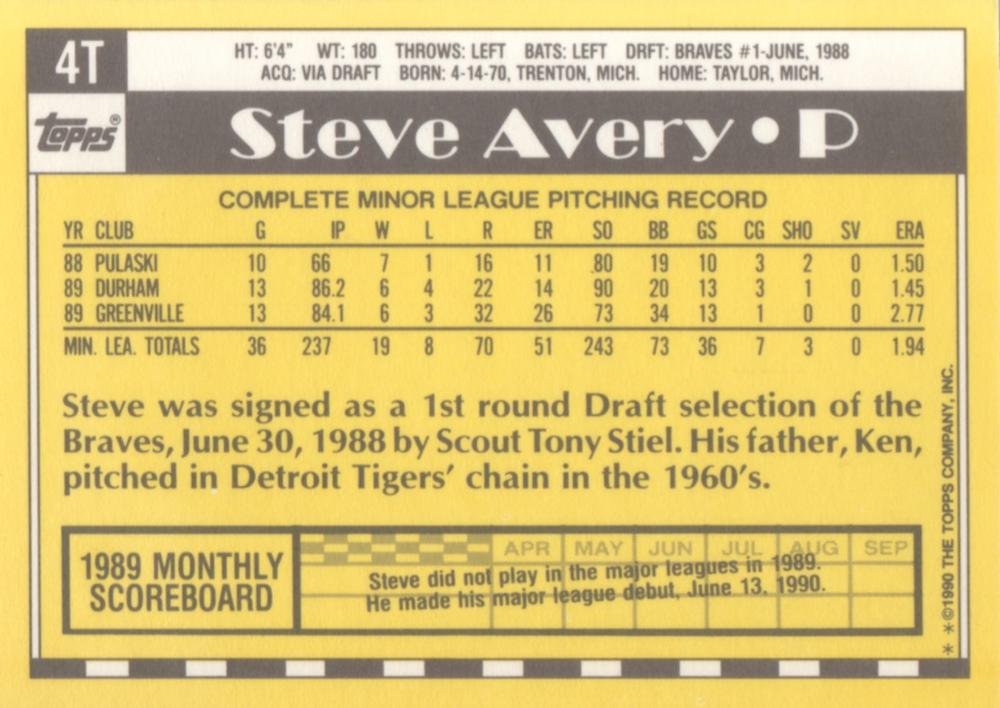 4T
HT: 6'4" WT: 180 THROWS: LEFT BATS: LEFT DRFT: BRAVES #1-JUNE, 1988
ACQ: VIA DRAFT BORN: 4-14-70, TRENTON, MICH. HOME: TAYLOR, MICH.
Topps®
Steve Avery • P
COMPLETE MINOR LEAGUE PITCHING RECORD
YR CLUB G IP W L R ER SO BB GS CG SHO SV ERA
88 PULASKI 10 66 7 1 16 11 80 19 10 3 2 0 1.50
89 DURHAM 13 86.2 6 4 22 14 90 20 13 3 1 0 1.45
89 GREENVILLE 13 84.1 6 3 32 26 73 34 13 1 0 0 2.77
MIN. LEA. TOTALS 36 237 19 8 70 51 243 73 36 7 3 0 1.94
Steve was signed as a 1st round Draft selection of the
Braves, June 30, 1988 by Scout Tony Stiel. His father, Ken,
pitched in Detroit Tigers' chain in the 1960's.
1989 MONTHLY
SCOREBOARD
APR MAY JUN JUL AUG SEP
Steve did not play in the major leagues in 1989.
He made his major league debut, June 13, 1990.
* *©1990 THE TOPPS COMPANY, INC.